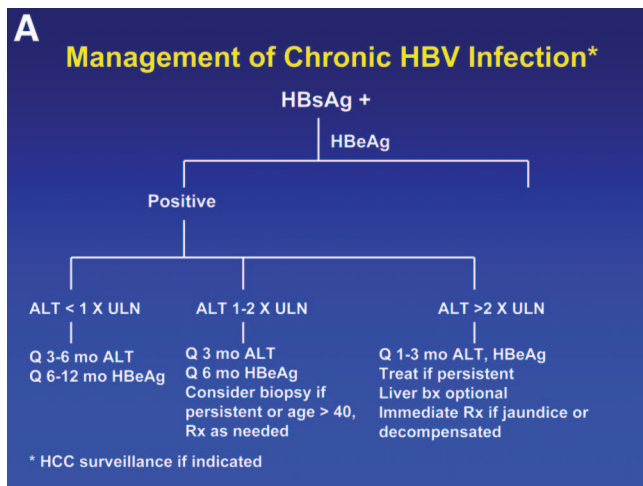 A
Management of Chronic HBV Infection*
HBsAg +
HBeAg
Positive
ALT < 1 X ULN
Q 3-6 mo ALT
Q 6-12 mo HBeAg
ALT 1-2 X ULN
Q 3 mo ALT
Q 6 mo HBeAg
Consider biopsy if
persistent or age > 40,
Rx as needed
ALT >2 X ULN
Q 1-3 mo ALT, HBeAg
Treat if persistent
Liver bx optional
Immediate Rx if jaundice or
decompensated
* HCC surveillance if indicated